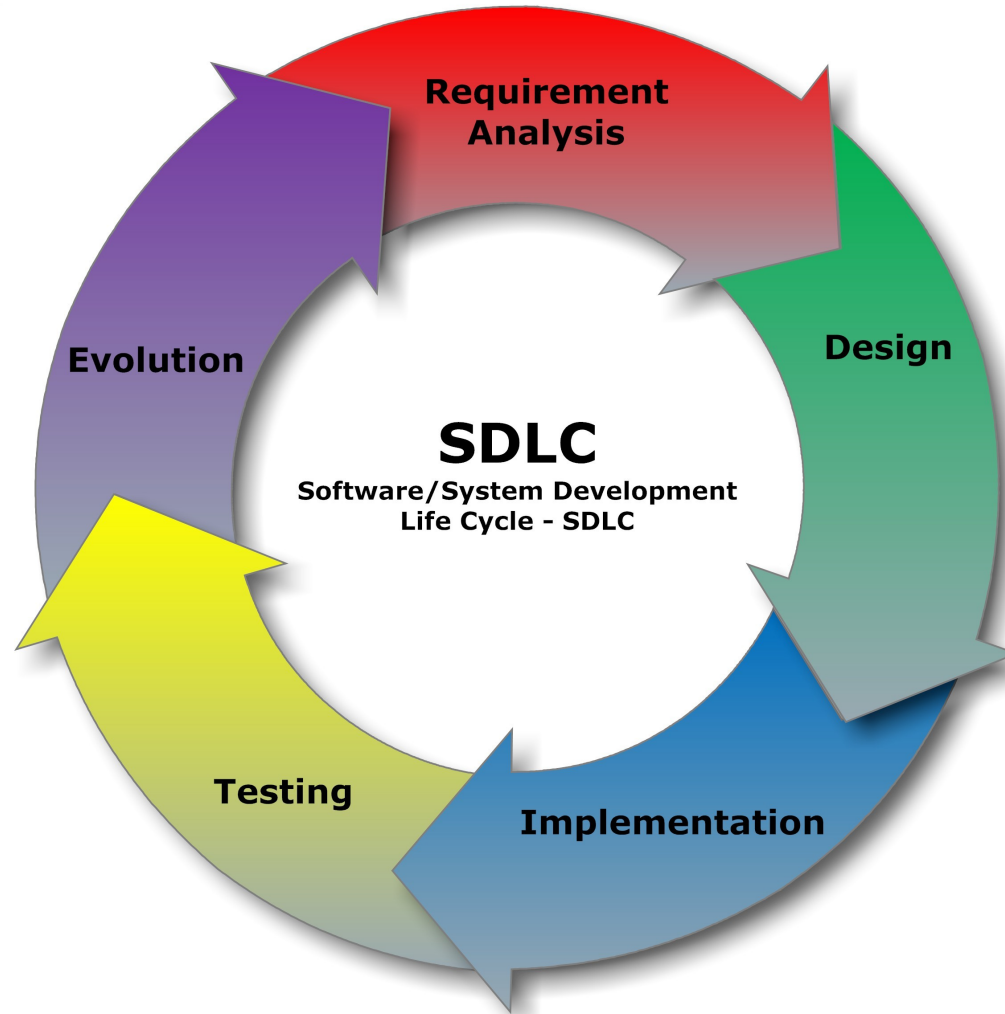 Requirement
Analysis
Design
Evolution
SDLC
Software/System Development
Life Cycle - SDLC
Testing
Implementation